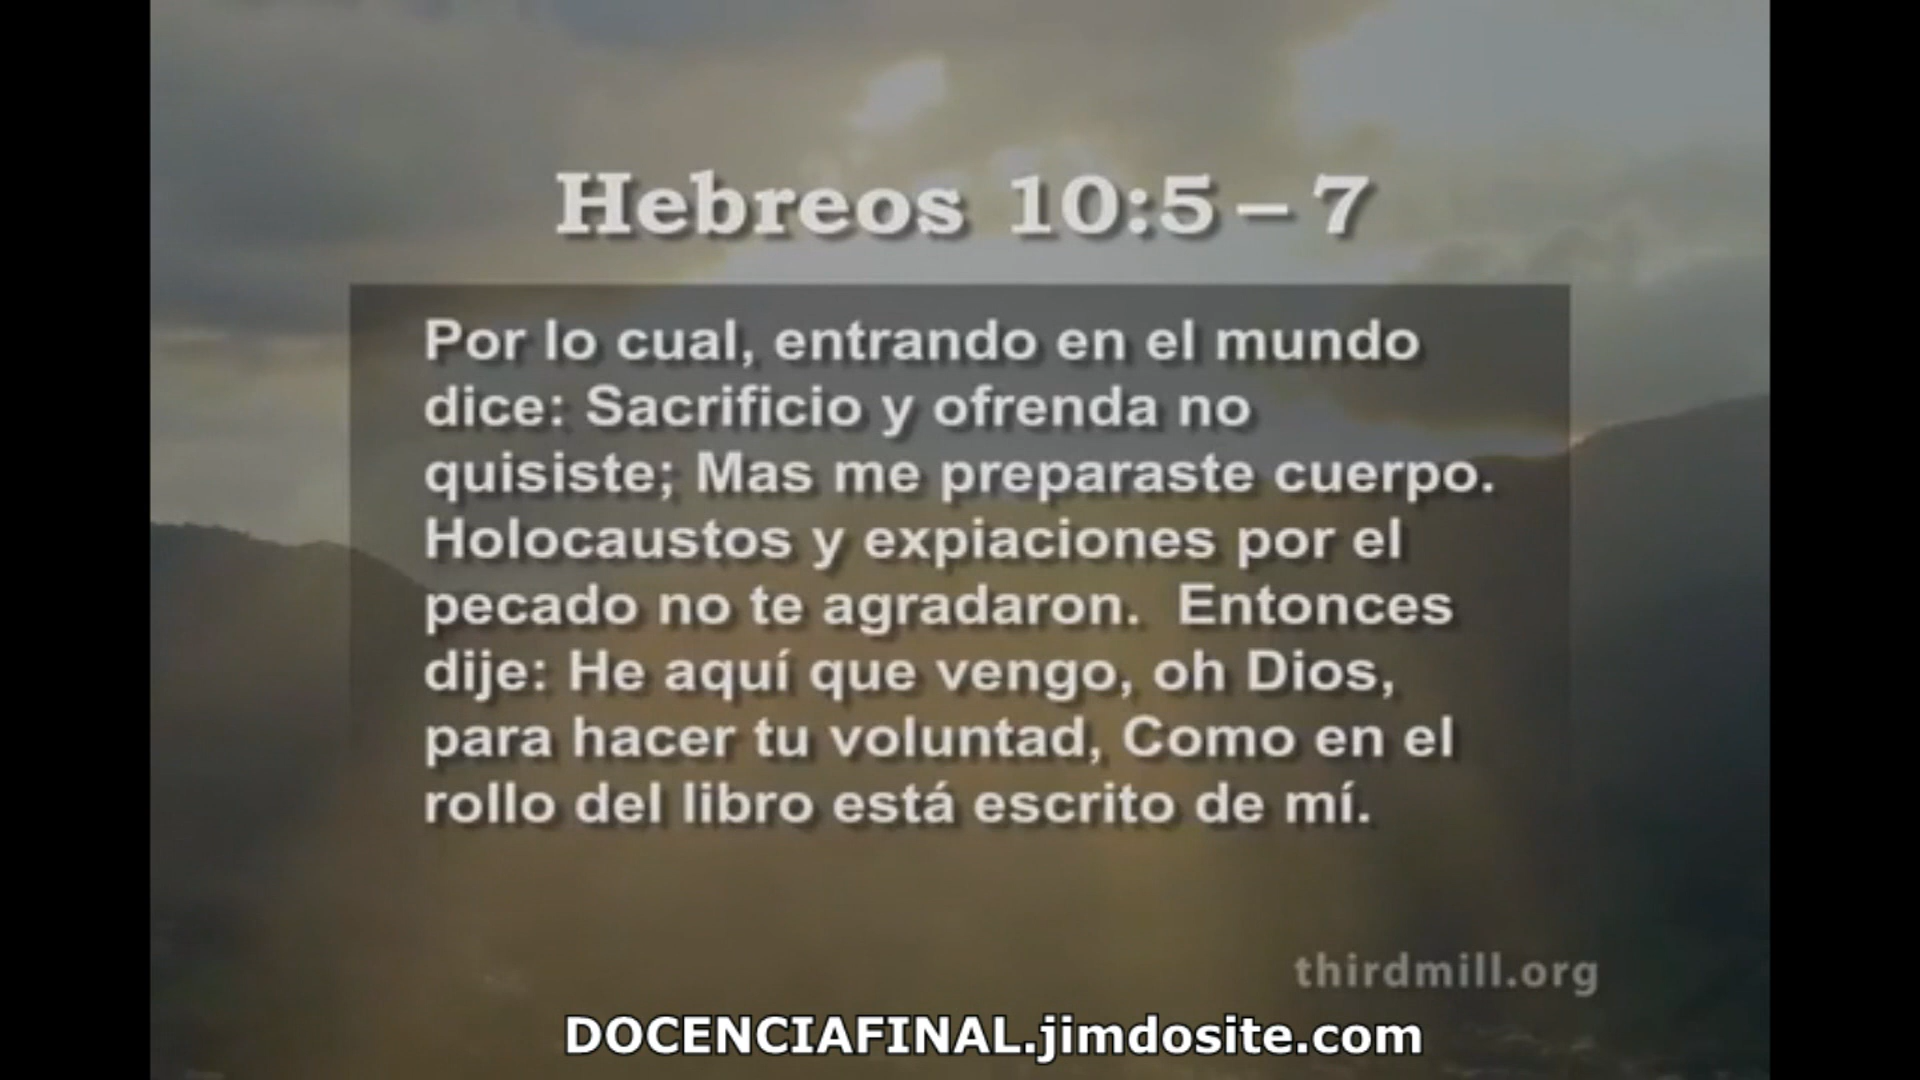 Hebreos 10:5 – 7
Por lo cual, entrando en el mundo
dice: Sacrificio y ofrenda no
quisiste; Mas me preparaste cuerpo.
Holocaustos y expiaciones por el
pecado no te agradaron.  Entonces
dije: He aquí que vengo, oh Dios,
para hacer tu voluntad, Como en el
rollo del libro está escrito de mí.
thirdmill.org
DOCENCIAFINAL.jimdosite.com